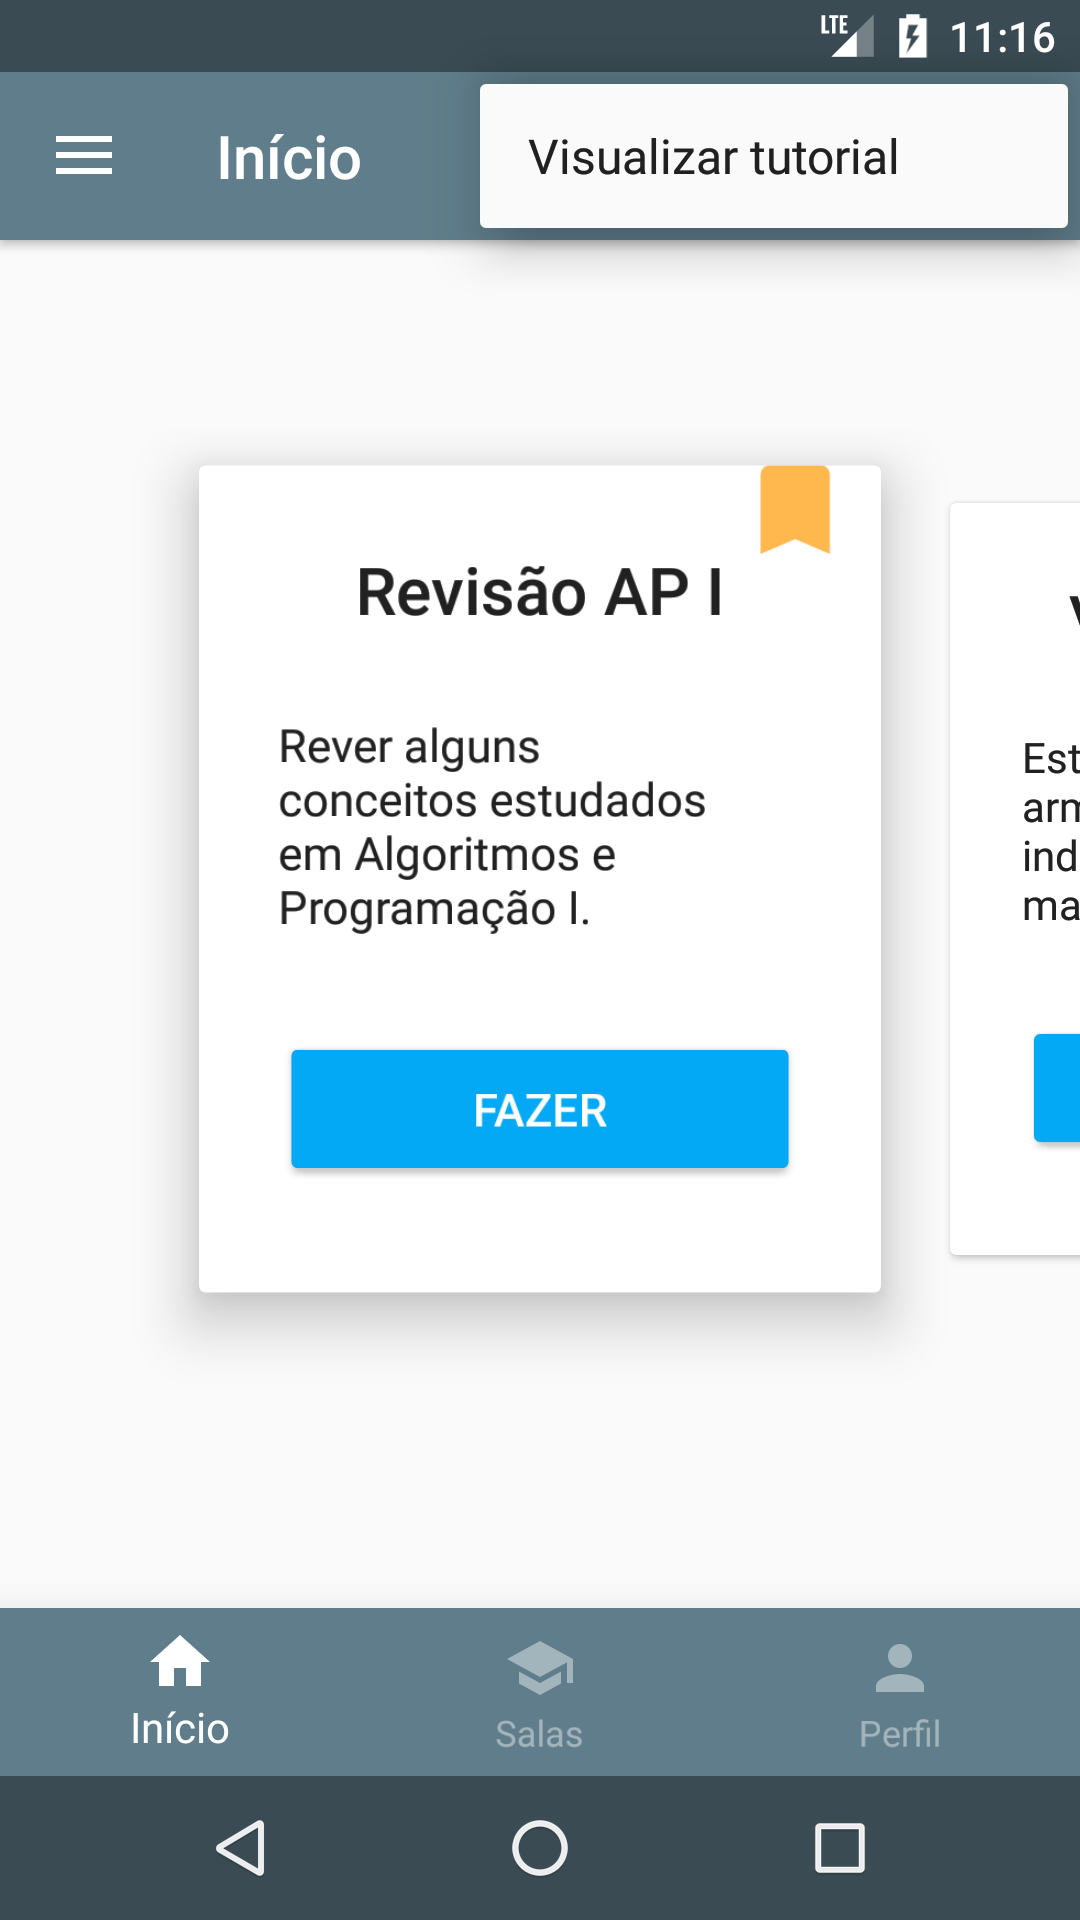 LTE 11:16
Início
Visualizar tutorial
Revisão AP I
Rever alguns
conceitos estudados
em Algoritmos e
Programação I.
FAZER
Est
arm
ind
ma
Início
Salas
Perfil